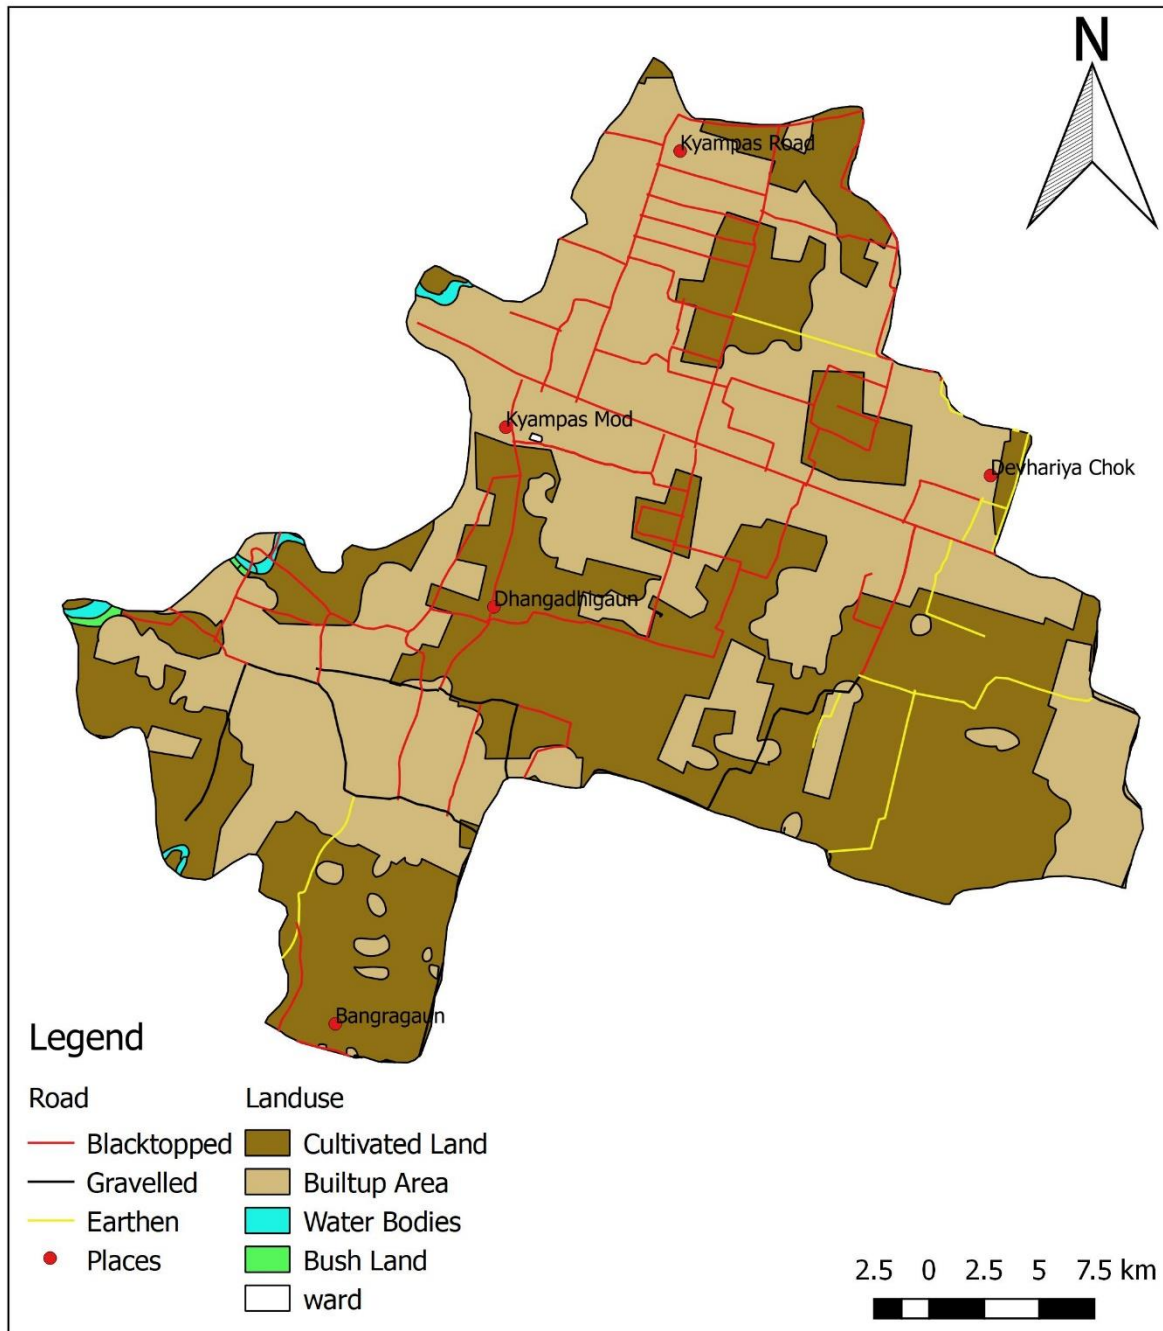 N
Kyampas Road
Kyampas Mod
Devhariya Chok
Dhangadhigaun
Bangragaun
Legend
Road
Landuse
Blacktopped
Cultivated Land
Gravelled
Builtup Area
Earthen
Water Bodies
Places
Bush Land
ward
2.5 0 2.5 5 7.5 km